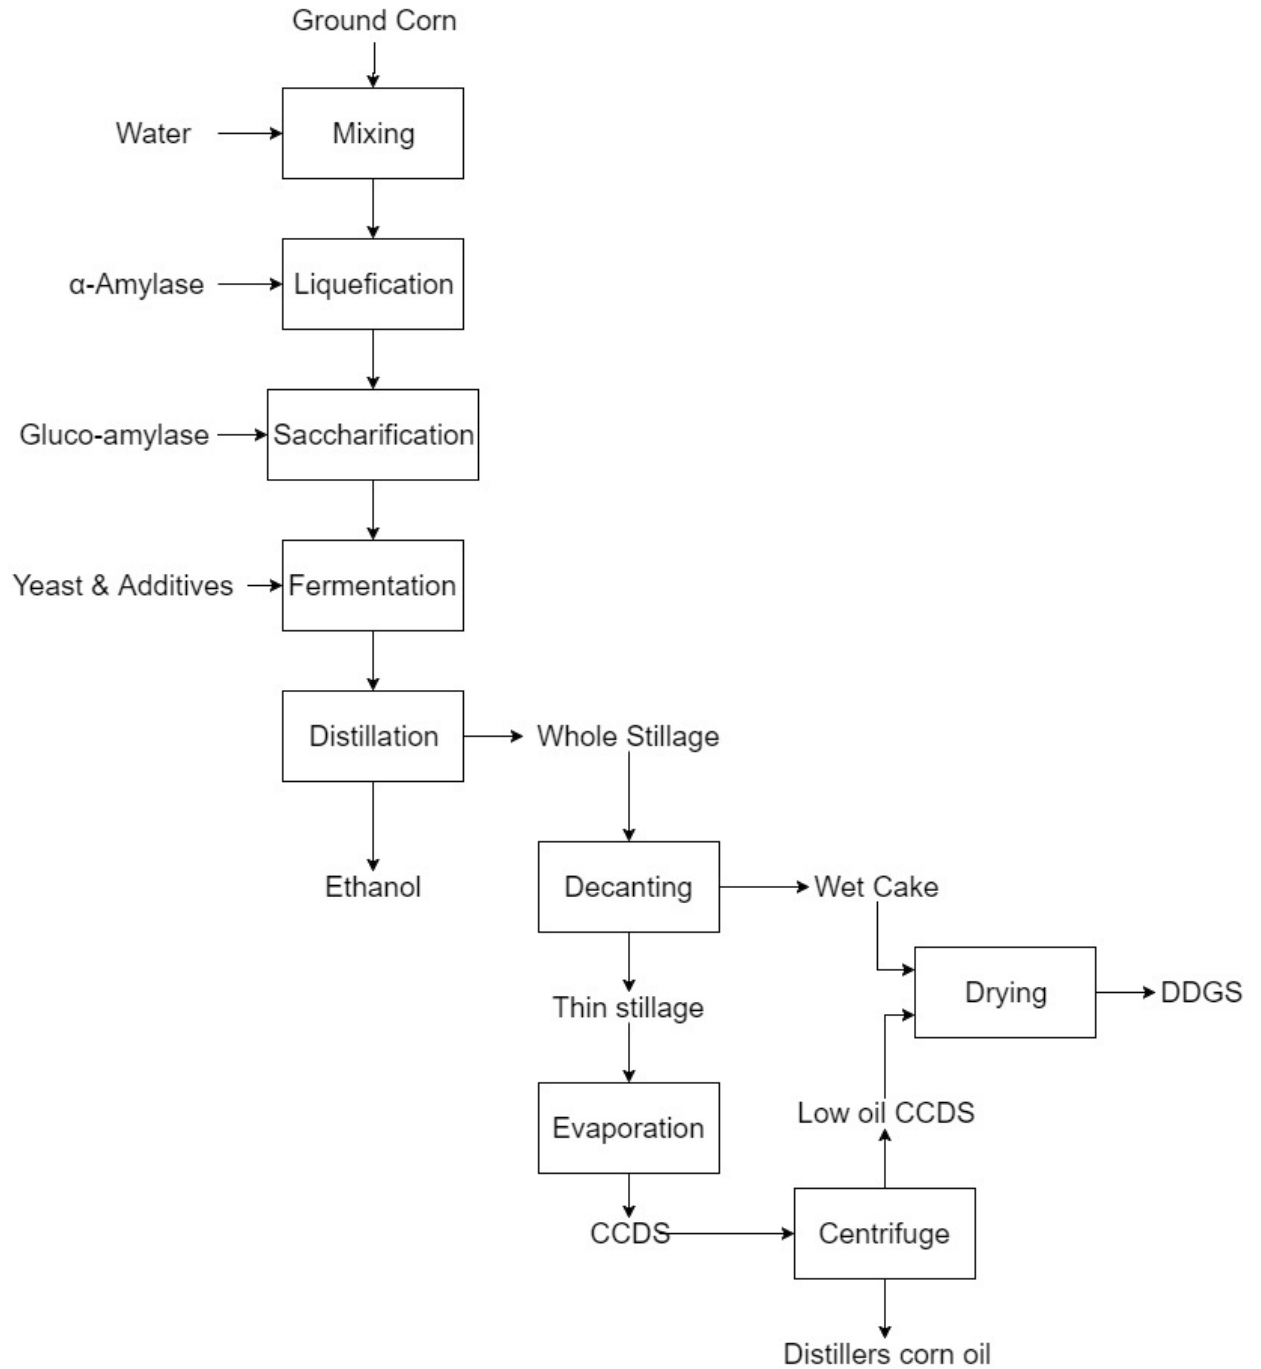 Ground Corn
Water
Mixing
α-Amylase
Liquefication
Gluco-amylase
Saccharification
Yeast & Additives
Fermentation
Distillation
Whole Stillage
Ethanol
Decanting
Wet Cake
Drying
DDGS
Thin stillage
Low oil CCDS
Evaporation
CCDS
Centrifuge
Distillers corn oil